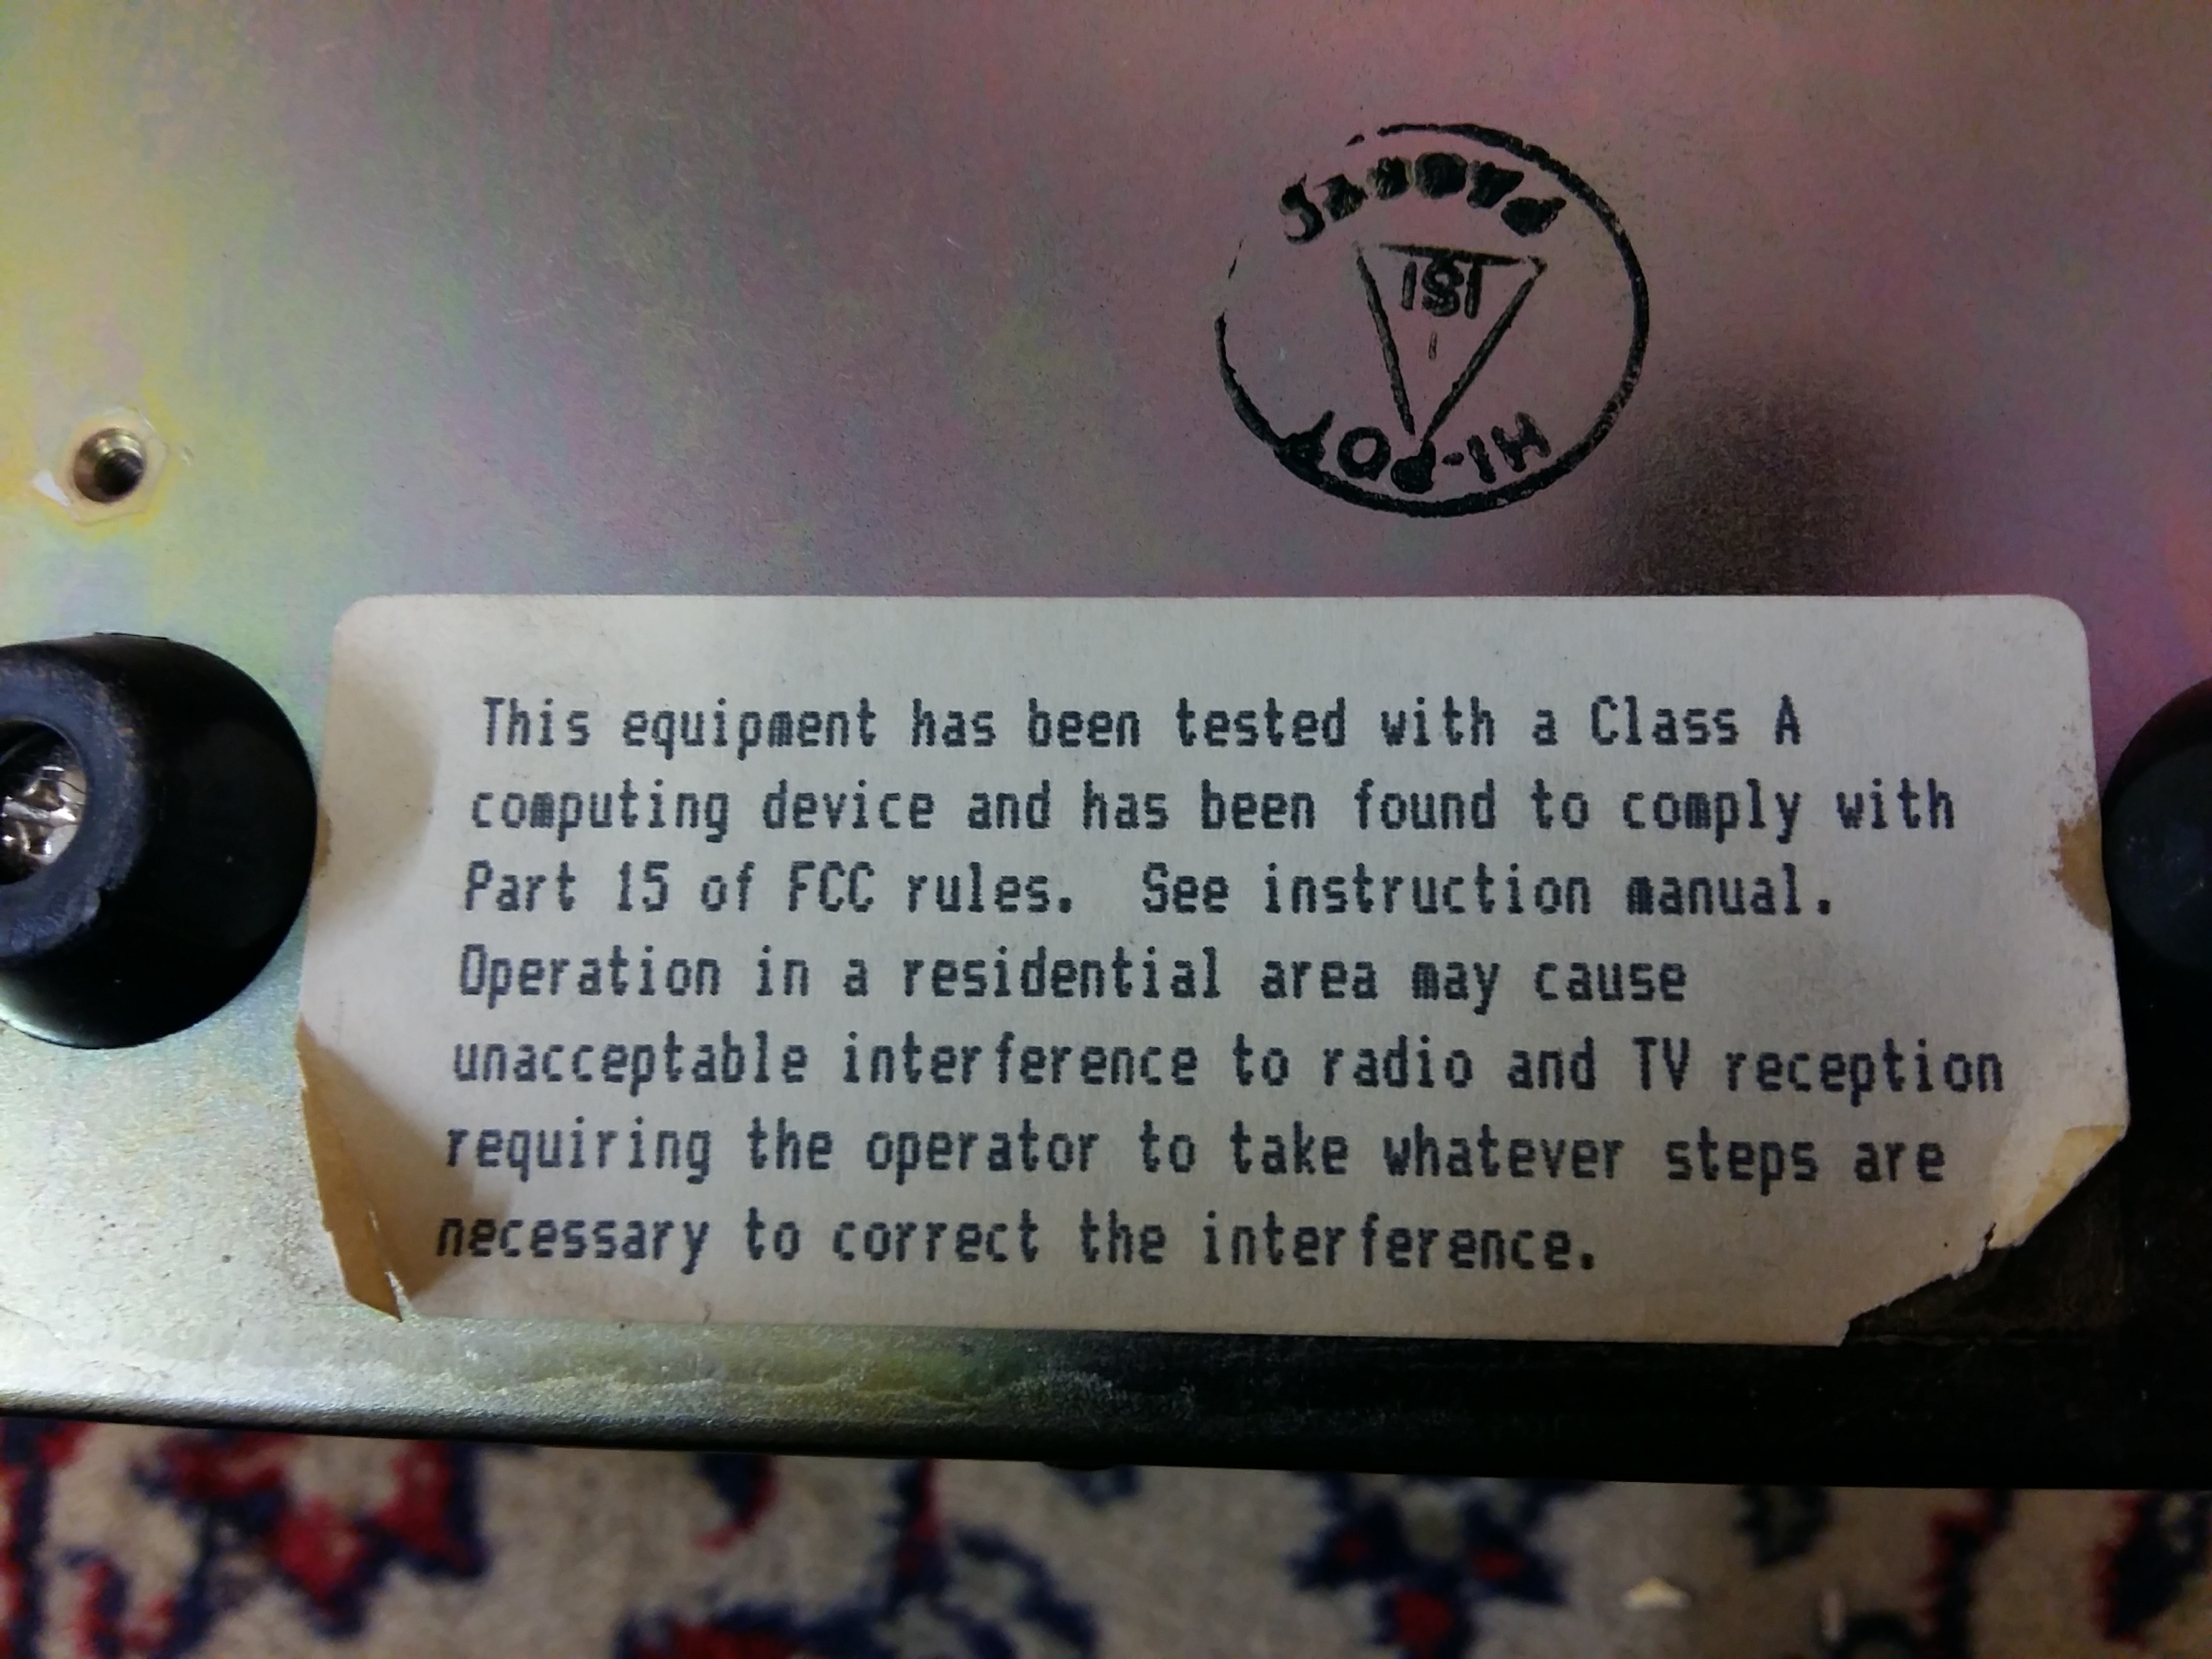 ISI
HI-POT
This equipment has been tested with a Class A
computing device and has been found to comply with
Part 15 of FCC rules.  See instruction manual.
Operation in a residential area may cause
unacceptable interference to radio and TV reception
requiring the operator to take whatever steps are
necessary to correct the interference.